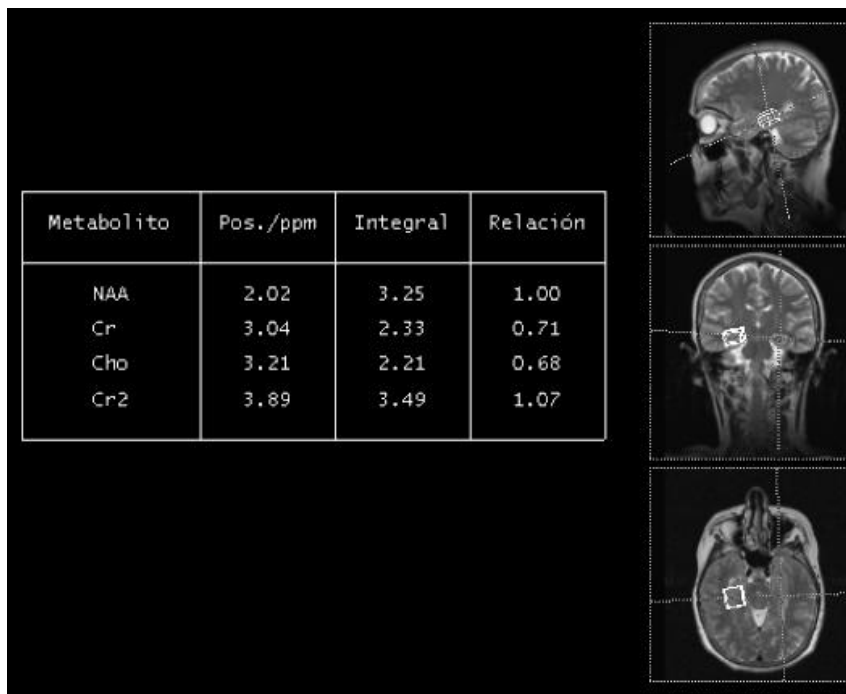 Metabolito Pos./ppm Integral Relación
NAA 2.02 3.25 1.00
Cr 3.04 2.33 0.71
Cho 3.21 2.21 0.68
Cr2 3.89 3.49 1.07